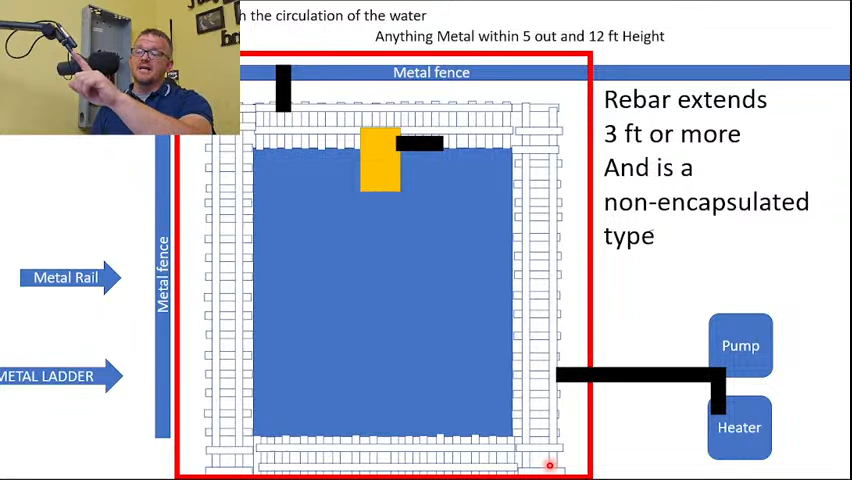 h the circulation of the water
Anything Metal within 5 out and 12 ft Height
Metal fence
Rebar extends
3 ft or more
And is a
non-encapsulated
type
Metal fence
Metal Rail
METAL LADDER
Pump
Heater